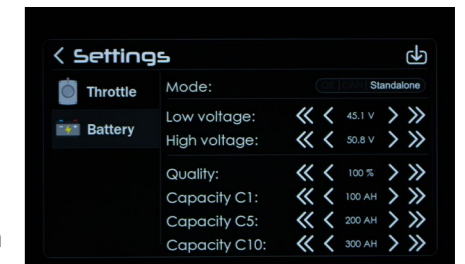 Settings
Throttle
Battery
Mode: Standalone
Low voltage: 45.1 V
High voltage: 50.8 V
Quality: 100 %
Capacity C1: 100 AH
Capacity C5: 200 AH
Capacity C10: 300 AH